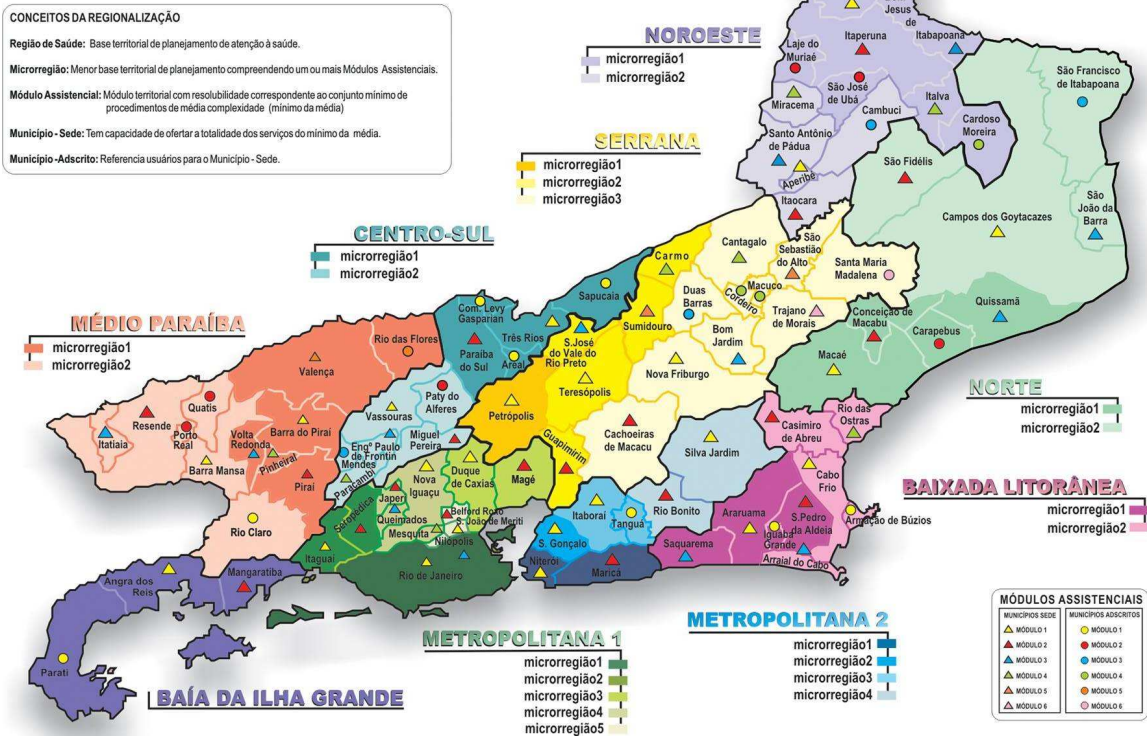 CONCEITOS DA REGIONALIZAÇÃO
Região de Saúde: Base territorial de planejamento de atenção à saúde.
Microrregião: Menor base territorial de planejamento compreendendo um ou mais Módulos Assistenciais.
Módulo Assistencial: Módulo territorial com resolubilidade correspondente ao conjunto mínimo de
procedimentos de média complexidade (mínimo da média)
Município - Sede: Tem capacidade de ofertar a totalidade dos serviços do mínimo da média.
Município -Adscrito: Referencia usuários para o Município - Sede.
NOROESTE
microrregião1
microrregião2
Jesus
de
Itabapoana
Itaperuna
Laje do
Muriaé
São José
de Ubá
Miracema
Italva
Cambuci
Cardoso
Moreira
Santo Antônio
de Pádua
Aperibé
Itaocara
São Francisco
de Itabapoana
São Fidélis
Campos dos Goytacazes
São
João da
Barra
Quissamã
Conceição de
Macabu
Carapebus
Macaé
NORTE
microrregião1
microrregião2
SERRANA
microrregião1
microrregião2
microrregião3
Carmo
Cantagalo
São
Sebastião
do Alto
Santa Maria
Madalena
Macuco
Cordeiro
Duas
Barras
Trajano
de Morais
Sumidouro
Bom
Jardim
S.José
do Vale do
Rio Preto
Nova Friburgo
Teresópolis
Petrópolis
Cachoeiras
de Macacu
Guapimirim
CENTRO-SUL
microrregião1
microrregião2
Sapucaia
Com. Levy
Gasparian
Três Rios
Paraíba
do Sul
Areal
Paty do
Alferes
Vassouras
Miguel
Pereira
Engº Paulo
de Frontin
Mendes
Paracambi
MÉDIO PARAÍBA
microrregião1
microrregião2
Rio das Flores
Valença
Quatis
Resende
Itatiaia
Porto
Real
Volta
Redonda
Barra do Piraí
Pinheiral
Barra Mansa
Piraí
Rio Claro
Angra dos
Reis
Mangaratiba
Parati
BAÍA DA ILHA GRANDE
Seropédica
Itaguaí
Japeri
Nova
Iguaçu
Queimados
Duque
de Caxias
Belford Roxo
S. João de Meriti
Mesquita
Nilópolis
Rio de Janeiro
Magé
METROPOLITANA 1
microrregião1
microrregião2
microrregião3
microrregião4
microrregião5
Itaboraí
Tanguá
Rio Bonito
Silva Jardim
S. Gonçalo
Niterói
Maricá
METROPOLITANA 2
microrregião1
microrregião2
microrregião3
microrregião4
Casimiro
de Abreu
Rio das
Ostras
Cabo
Frio
Armação de Búzios
Araruama
Iguaba
Grande
S.Pedro
da Aldeia
Saquarema
Arraial do Cabo
BAIXADA LITORÂNEA
microrregião1
microrregião2
MÓDULOS ASSISTENCIAIS
MUNICÍPIOS SEDE
MÓDULO 1
MÓDULO 2
MÓDULO 3
MÓDULO 4
MÓDULO 5
MÓDULO 6
MUNICÍPIOS ADSCRITOS
MÓDULO 1
MÓDULO 2
MÓDULO 3
MÓDULO 4
MÓDULO 5
MÓDULO 6